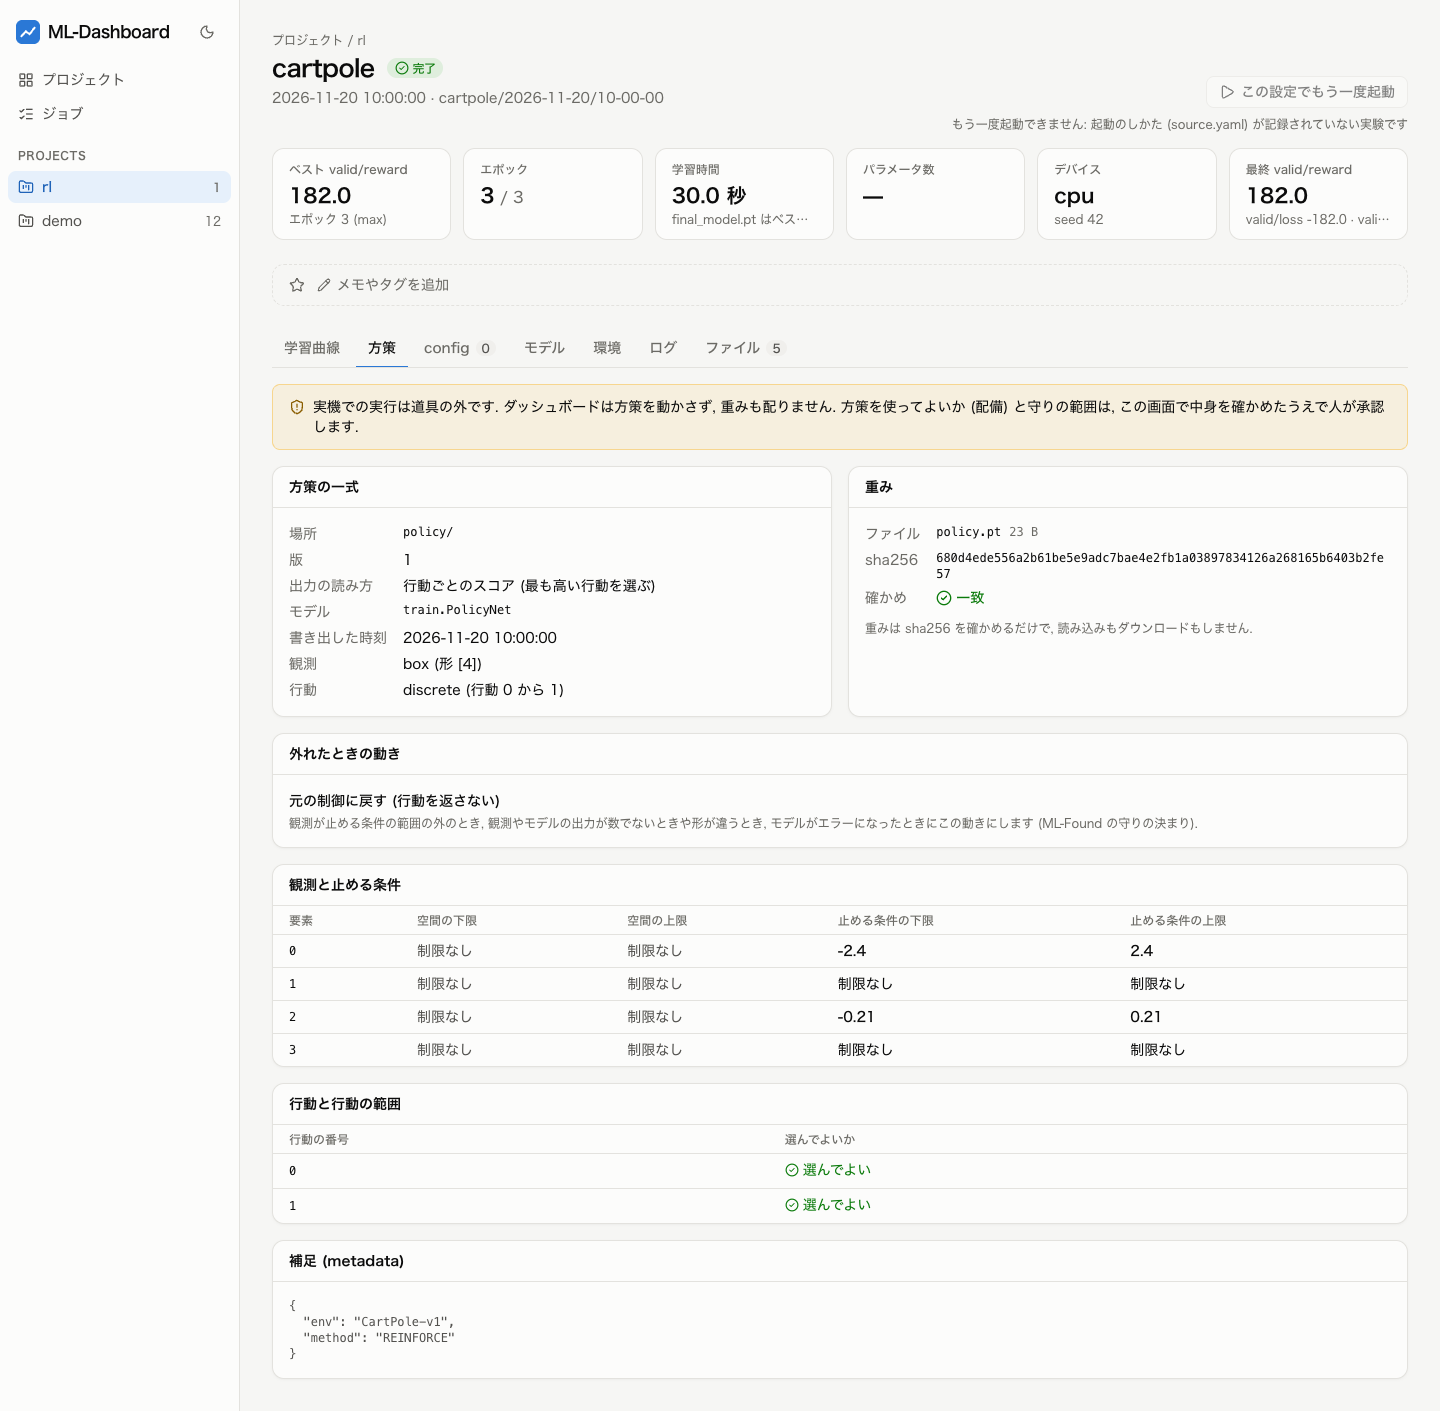 ML-Dashboard
プロジェクト
ジョブ
PROJECTS
rl 1
demo 12
プロジェクト / rl
cartpole 完了
2026-11-20 10:00:00 · cartpole/2026-11-20/10-00-00
この設定でもう一度起動
もう一度起動できません: 起動のしかた (source.yaml) が記録されていない実験です
ベスト valid/reward
182.0
エポック 3 (max)
エポック
3 / 3
学習時間
30.0 秒
final_model.pt はベス…
パラメータ数
—
デバイス
cpu
seed 42
最終 valid/reward
182.0
valid/loss -182.0 · vali…
メモやタグを追加
学習曲線 方策 config 0 モデル 環境 ログ ファイル 5
実機での実行は道具の外です. ダッシュボードは方策を動かさず, 重みも配りません. 方策を使ってよいか (配備) と守りの範囲は, この画面で中身を確かめたうえで人が承認
します.
方策の一式
場所 policy/
版 1
出力の読み方 行動ごとのスコア (最も高い行動を選ぶ)
モデル train.PolicyNet
書き出した時刻 2026-11-20 10:00:00
観測 box (形 [4])
行動 discrete (行動 0 から 1)
重み
ファイル policy.pt 23 B
sha256 680d4ede556a2b61be5e9adc7bae4e2fb1a03897834126a268165b6403b2fe
57
確かめ 一致
重みは sha256 を確かめるだけで, 読み込みもダウンロードもしません.
外れたときの動き
元の制御に戻す (行動を返さない)
観測が止める条件の範囲の外のとき, 観測やモデルの出力が数でないときや形が違うとき, モデルがエラーになったときにこの動きにします (ML-Found の守りの決まり).
観測と止める条件
要素 空間の下限 空間の上限 止める条件の下限 止める条件の上限
0 制限なし 制限なし -2.4 2.4
1 制限なし 制限なし 制限なし 制限なし
2 制限なし 制限なし -0.21 0.21
3 制限なし 制限なし 制限なし 制限なし
行動と行動の範囲
行動の番号 選んでよいか
0 選んでよい
1 選んでよい
補足 (metadata)
{
"env": "CartPole-v1",
"method": "REINFORCE"
}